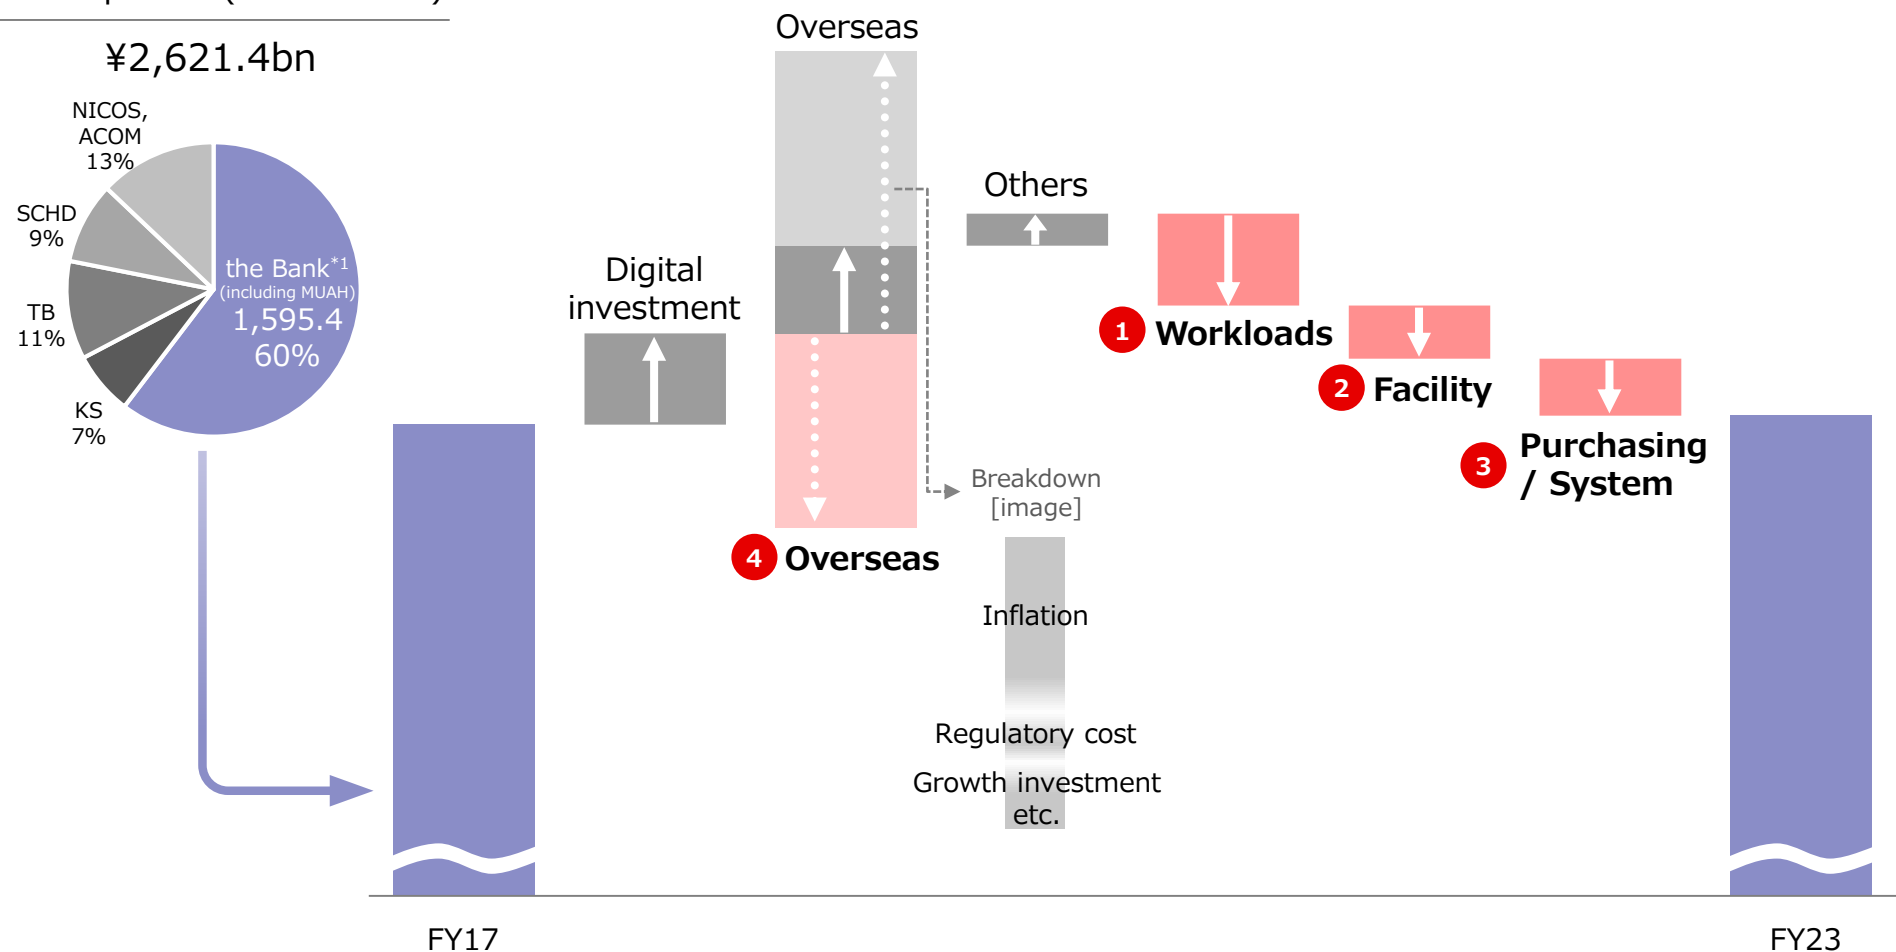 ¥2,621.4bn
NICOS,
ACOM
13%
SCHD
9%
TB
11%
KS
7%
the Bank*1
(including MUAH)
1,595.4
60%
Digital
investment
Overseas
4 Overseas
Others
Breakdown
[image]
Inflation
Regulatory cost
Growth investment
etc.
1 Workloads
2 Facility
3 Purchasing
/ System
FY17
FY23